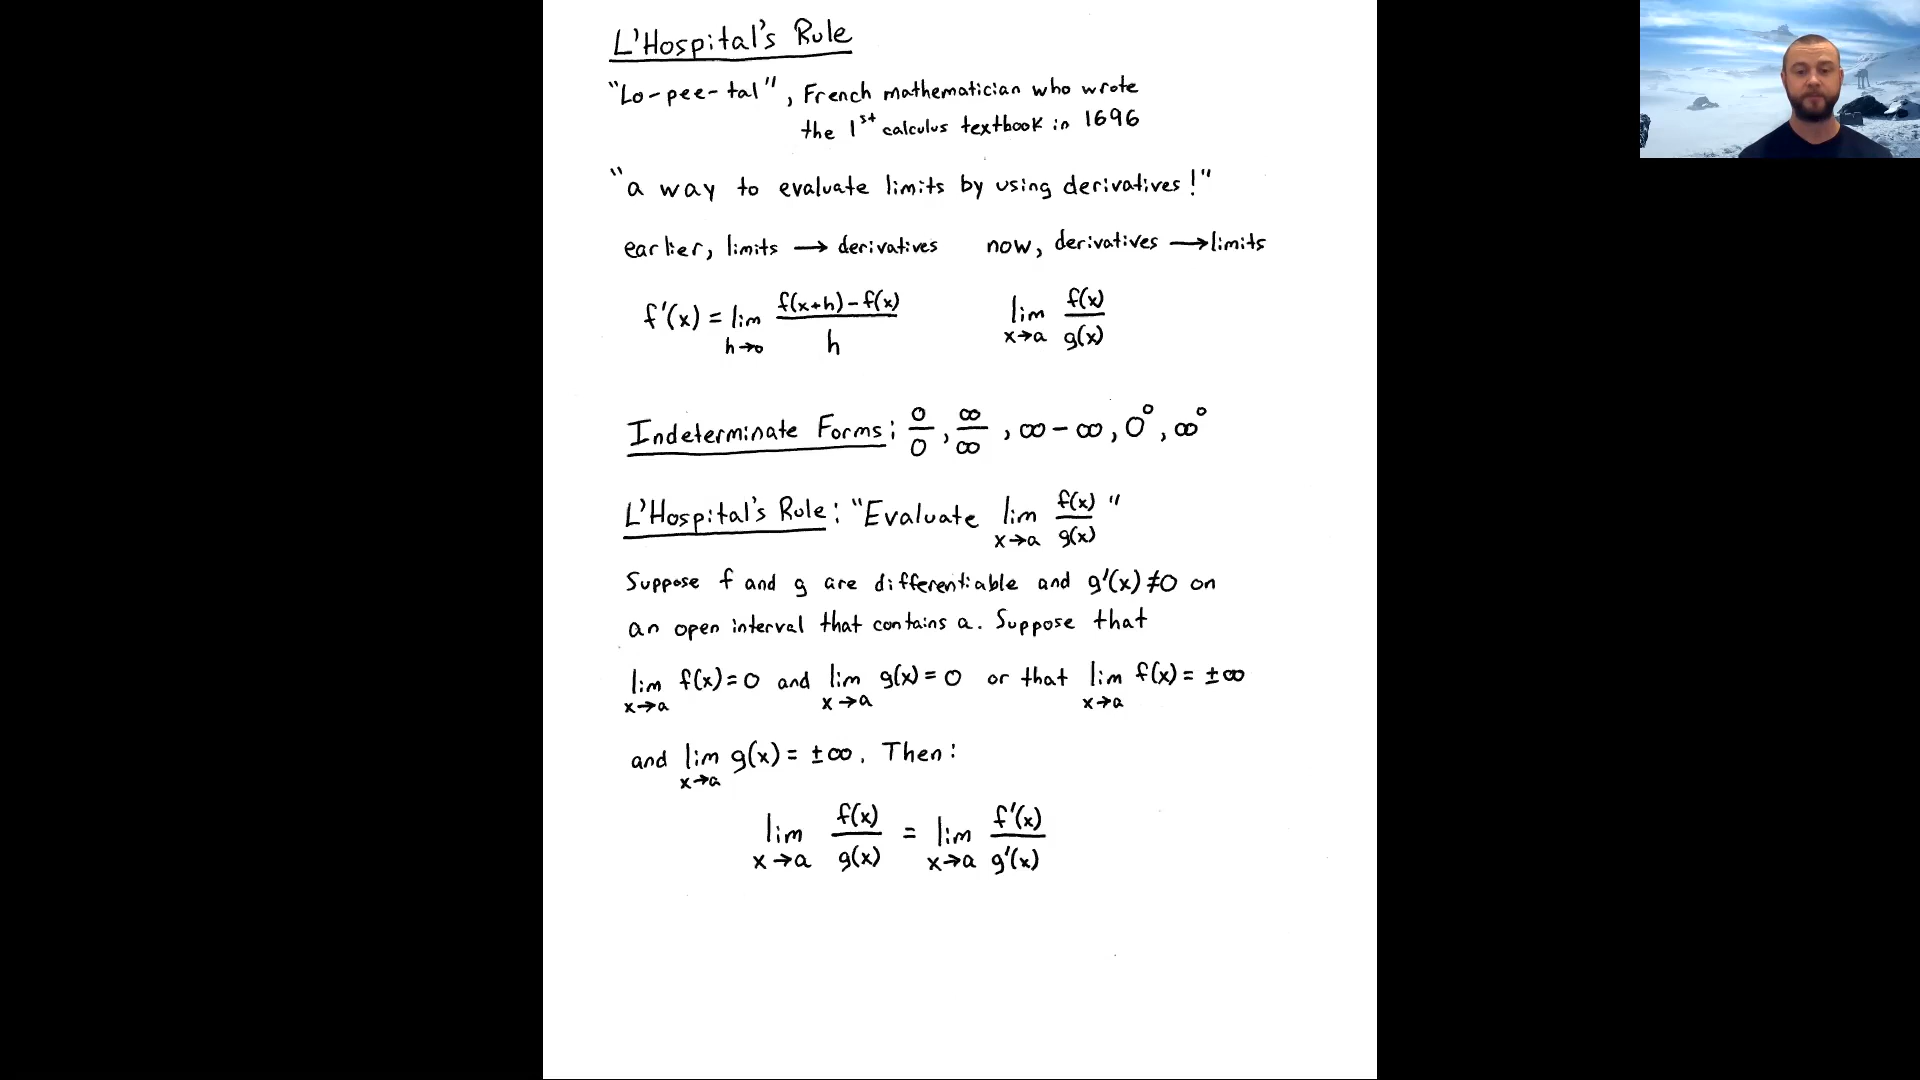 L'Hospital's Rule
"Lo-pee-tal", French mathematician who wrote
the 1st calculus textbook in 1696
"a way to evaluate limits by using derivatives!"
earlier, limits → derivatives now, derivatives → limits
f'(x) = lim h→0 f(x+h)-f(x) / h lim x→a f(x) / g(x)
Indeterminate Forms: 0/0, ∞/∞, ∞-∞, 0⁰, ∞⁰
L'Hospital's Rule: "Evaluate lim x→a f(x) / g(x)"
Suppose f and g are differentiable and g'(x)≠0 on
an open interval that contains a. Suppose that
lim x→a f(x)=0 and lim x→a g(x)=0 or that lim x→a f(x)= ±∞
and lim x→a g(x)= ±∞. Then:
lim x→a f(x) / g(x) = lim x→a f'(x) / g'(x)